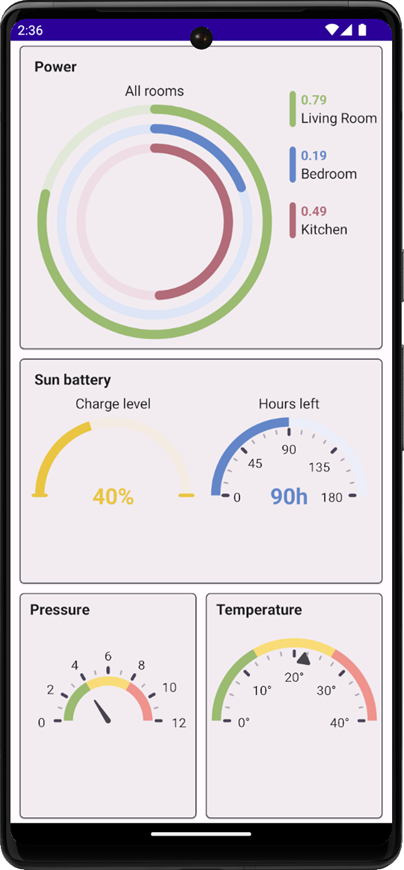 2:36
Power
All rooms
0.79
Living Room
0.19
Bedroom
0.49
Kitchen
Sun battery
Charge level
40%
Hours left
0
45
90
135
180
90h
Pressure
0
2
4
6
8
10
12
Temperature
0°
10°
20°
30°
40°